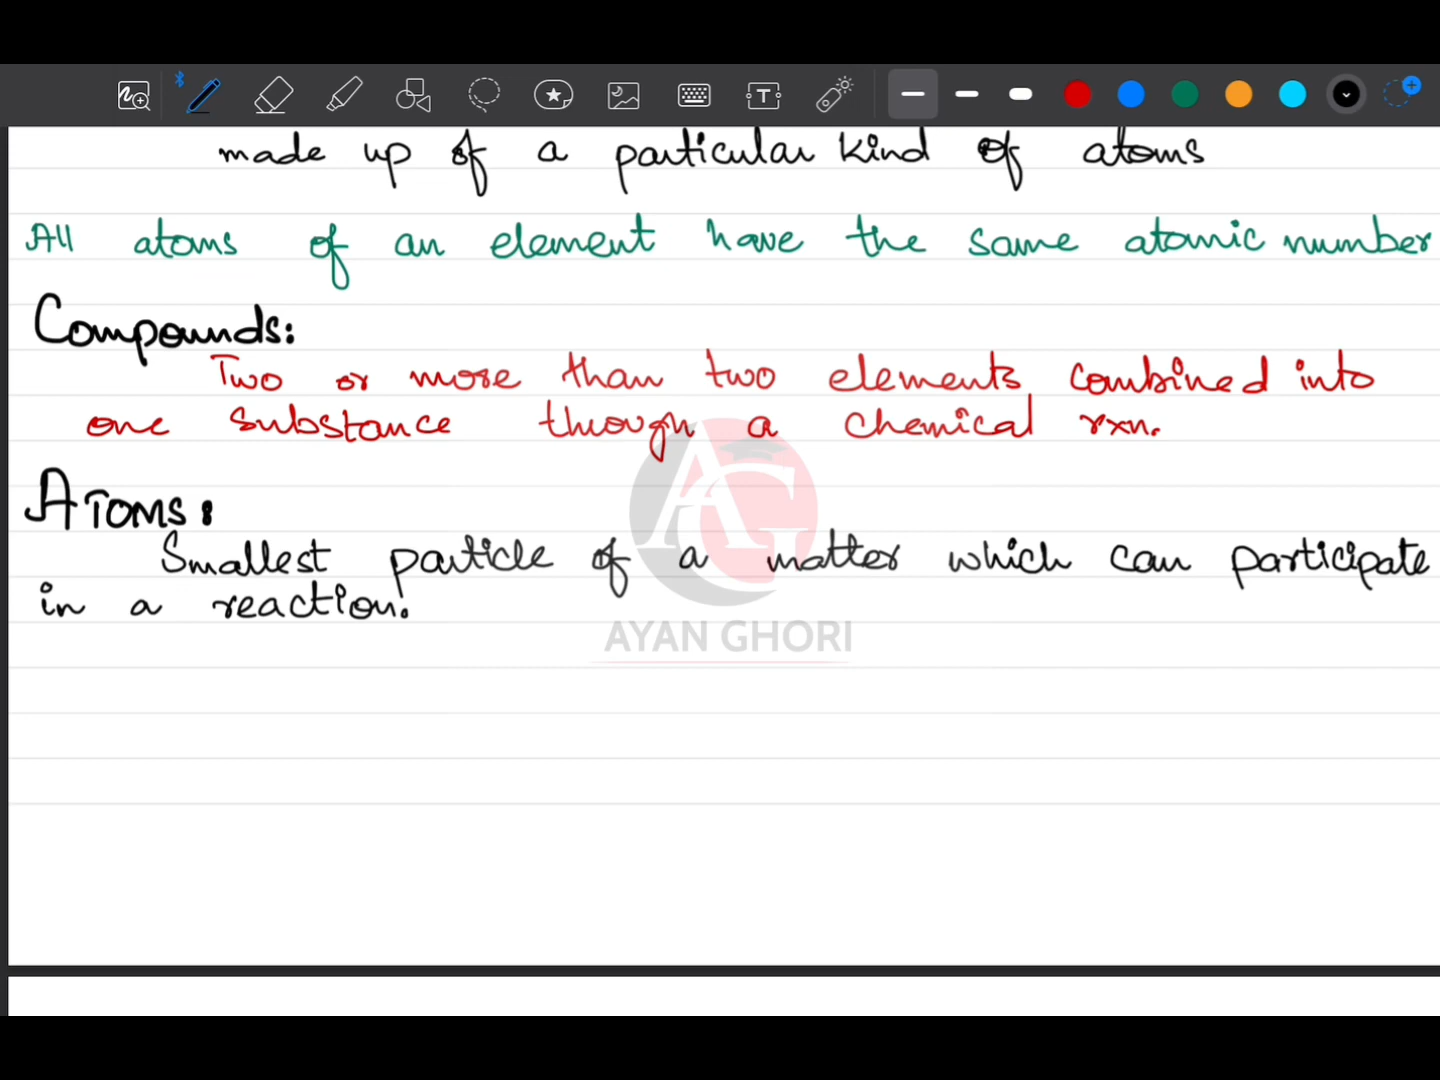 made up of a particular kind of atoms
All atoms of an element have the same atomic number
Compounds:
Two or more than two elements combined into
one substance through a chemical rxn.
Atoms:
Smallest particle of a matter which can participate
in a reaction.
AG
AYAN GHORI